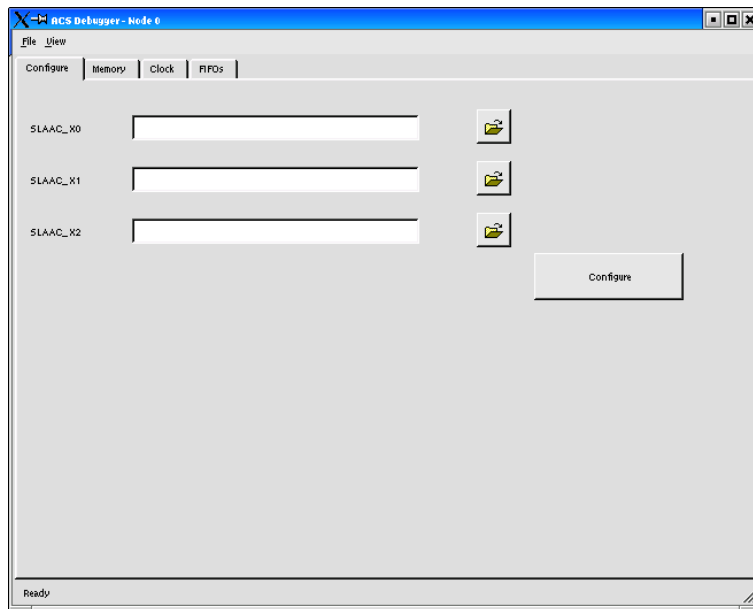 ACS Debugger - Node 0
File View
Configure Memory Clock FIFOs
SLAAC_X0
SLAAC_X1
SLAAC_X2
Configure
Ready